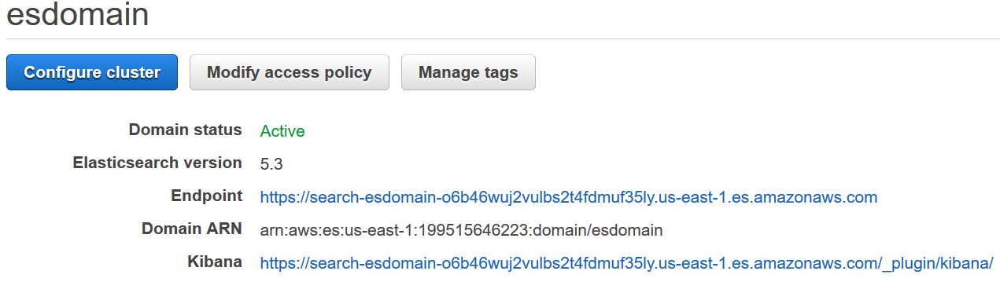 esdomain
Configure cluster Modify access policy Manage tags
Domain status Active
Elasticsearch version 5.3
Endpoint https://search-esdomain-o6b46wuj2vulbs2t4fdmuf35ly.us-east-1.es.amazonaws.com
Domain ARN arn:aws:es:us-east-1:199515646223:domain/esdomain
Kibana https://search-esdomain-o6b46wuj2vulbs2t4fdmuf35ly.us-east-1.es.amazonaws.com/_plugin/kibana/